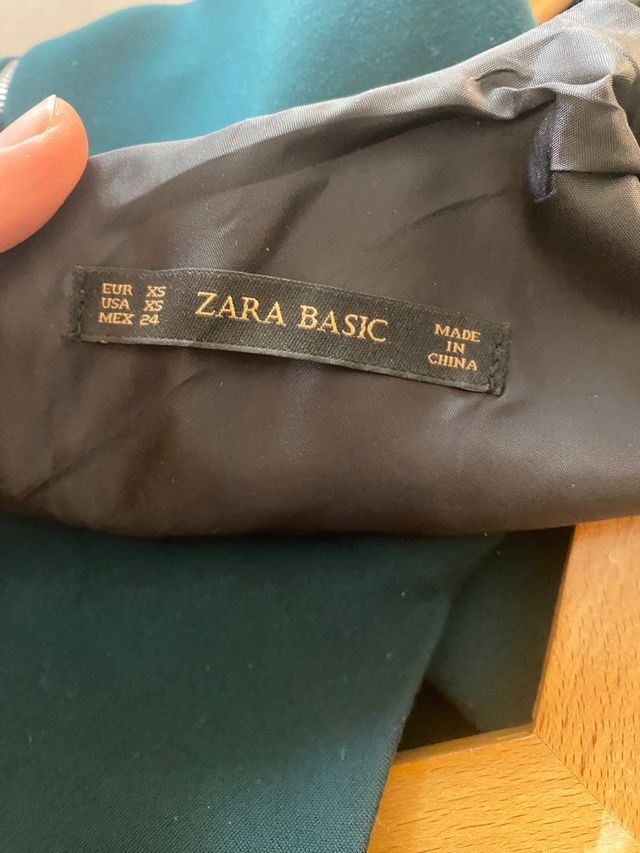 EUR XS
USA XS
MEX 24
ZARA BASIC
MADE
IN
CHINA